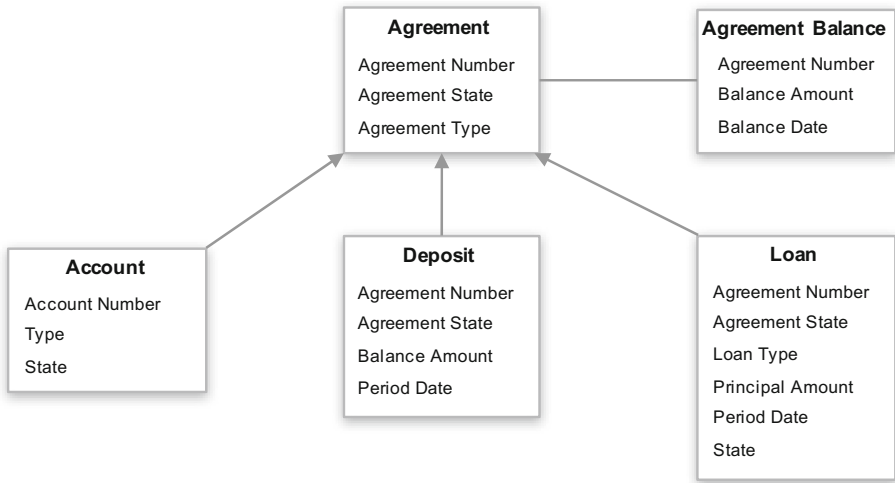 Agreement
Agreement Number
Agreement State
Agreement Type
Agreement Balance
Agreement Number
Balance Amount
Balance Date
Account
Account Number
Type
State
Deposit
Agreement Number
Agreement State
Balance Amount
Period Date
Loan
Agreement Number
Agreement State
Loan Type
Principal Amount
Period Date
State